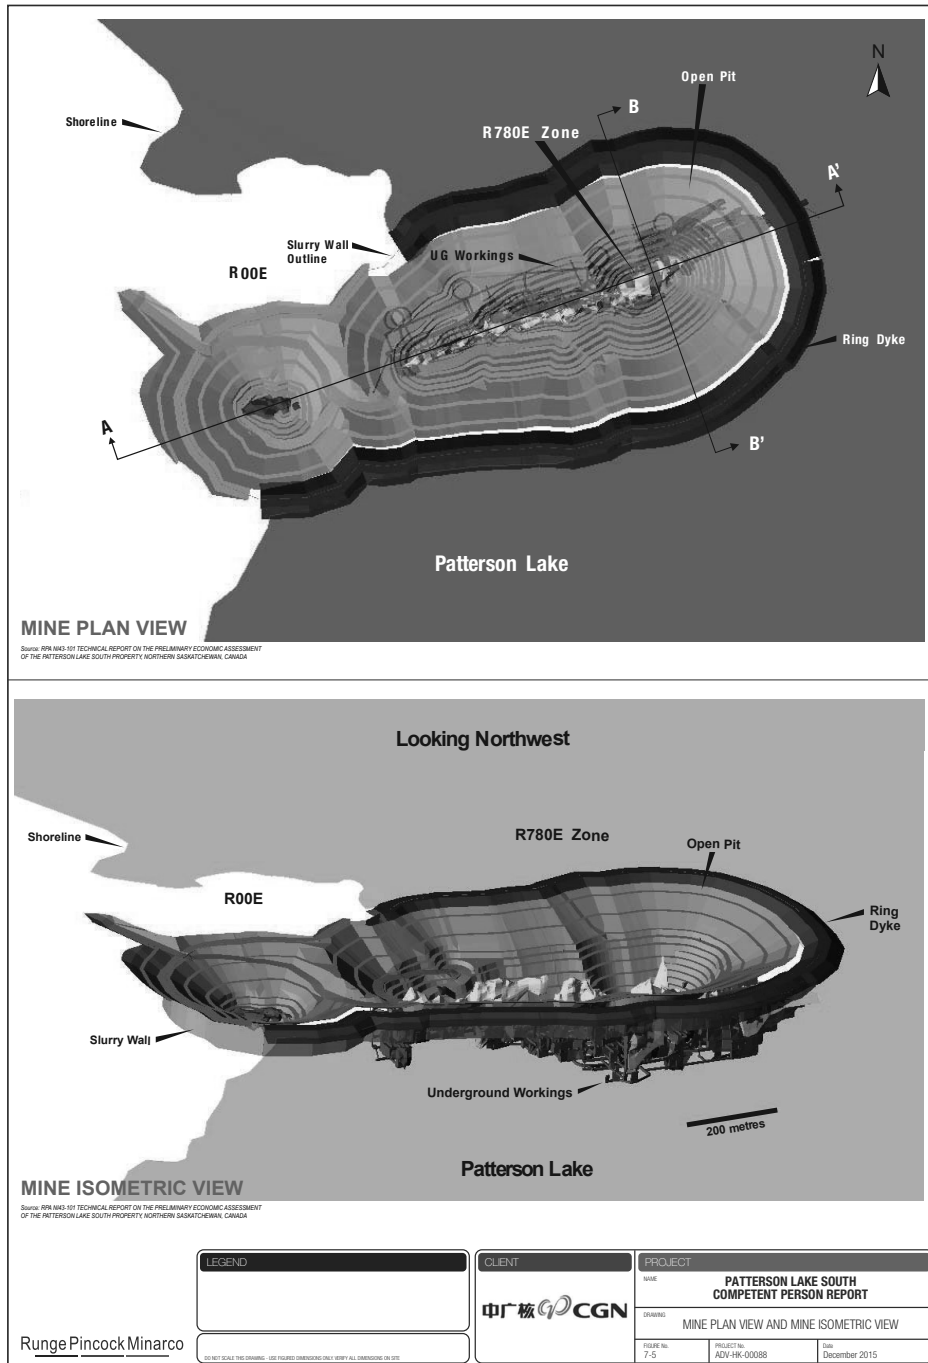 N
Open Pit
B
Shoreline
R780E Zone
A'
Slurry Wall
Outline
UG Workings
R00E
Ring Dyke
A
B'
Patterson Lake
MINE PLAN VIEW
Source: RPA NI43-101 TECHNICAL REPORT ON THE PRELIMINARY ECONOMIC ASSESSMENT
OF THE PATTERSON LAKE SOUTH PROPERTY, NORTHERN SASKATCHEWAN, CANADA
Looking Northwest
Shoreline
R780E Zone
Open Pit
R00E
Ring
Dyke
Slurry Wall
Underground Workings
200 metres
Patterson Lake
MINE ISOMETRIC VIEW
Source: RPA NI43-101 TECHNICAL REPORT ON THE PRELIMINARY ECONOMIC ASSESSMENT
OF THE PATTERSON LAKE SOUTH PROPERTY, NORTHERN SASKATCHEWAN, CANADA
LEGEND
CLIENT
PROJECT
NAME
PATTERSON LAKE SOUTH
COMPETENT PERSON REPORT
中广核 CGN
DRAWING
MINE PLAN VIEW AND MINE ISOMETRIC VIEW
Runge Pincock Minarco
DO NOT SCALE THIS DRAWING - USE FIGURED DIMENSIONS ONLY. VERIFY ALL DIMENSIONS ON SITE
FIGURE No.
7-5
PROJECT No.
ADV-HK-00088
Date
December 2015